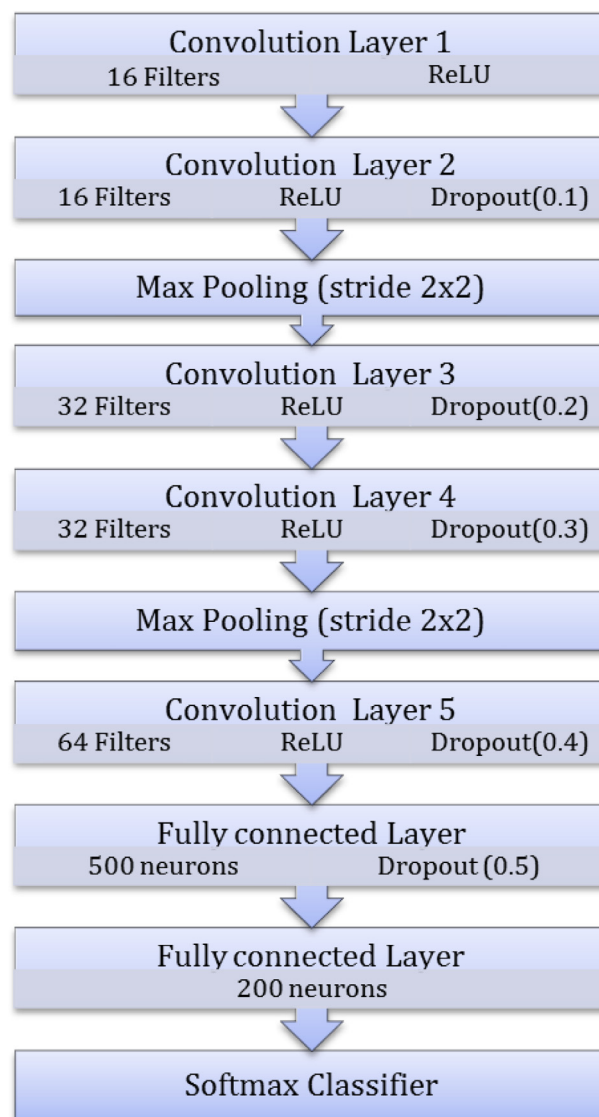 Convolution Layer 1
16 Filters ReLU
Convolution Layer 2
16 Filters ReLU Dropout(0.1)
Max Pooling (stride 2x2)
Convolution Layer 3
32 Filters ReLU Dropout(0.2)
Convolution Layer 4
32 Filters ReLU Dropout(0.3)
Max Pooling (stride 2x2)
Convolution Layer 5
64 Filters ReLU Dropout(0.4)
Fully connected Layer
500 neurons Dropout (0.5)
Fully connected Layer
200 neurons
Softmax Classifier